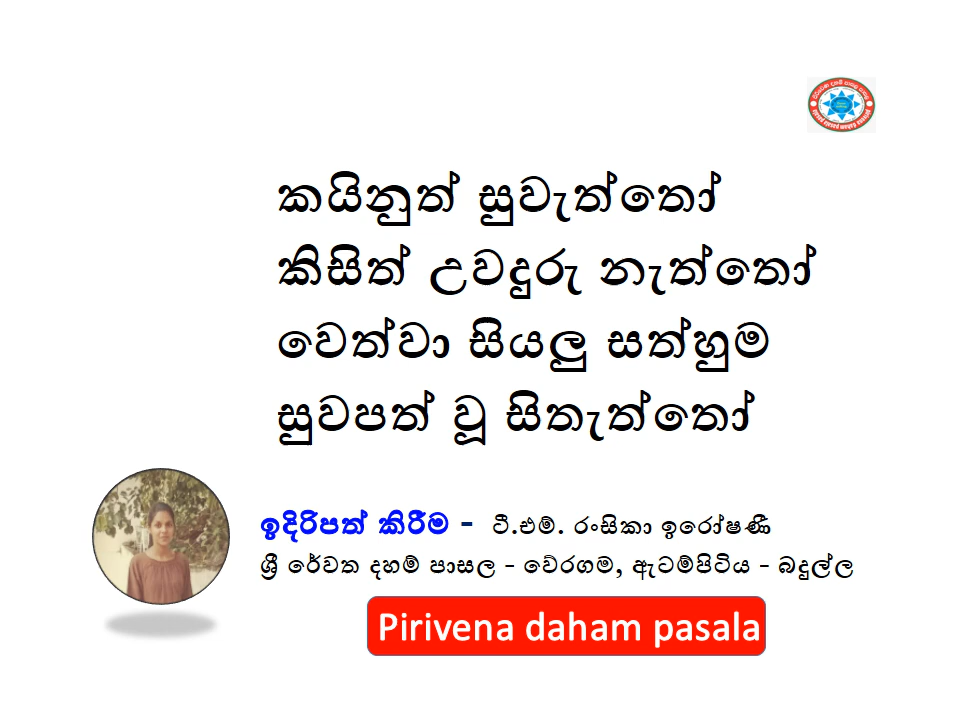 කයිනුත් සුවැත්තෝ
කිසිත් උවදුරු නැත්තෝ
වෙත්වා සියලු සත්හුම
සුවපත් වූ සිතැත්තෝ
ඉදිරිපත් කිරීම - ටී.එම්. රංසිකා ඉරෝෂණී
ශ්‍රී රේවත දහම් පාසල - වේරගම, ඇටම්පිටිය - බදුල්ල
Pirivena daham pasala